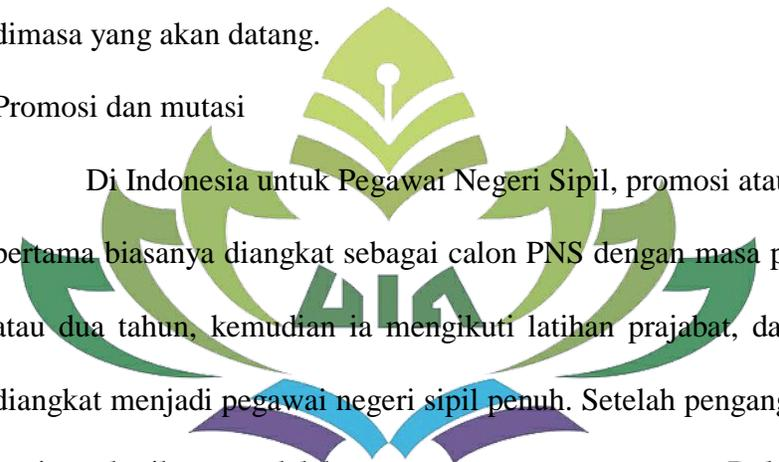 dimasa yang akan datang.
Promosi dan mutasi
Di Indonesia untuk Pegawai Negeri Sipil, promosi atau
pertama biasanya diangkat sebagai calon PNS dengan masa p
atau dua tahun, kemudian ia mengikuti latihan prajabat, da
diangkat menjadi pegawai negeri sipil penuh. Setelah pengang
UIN